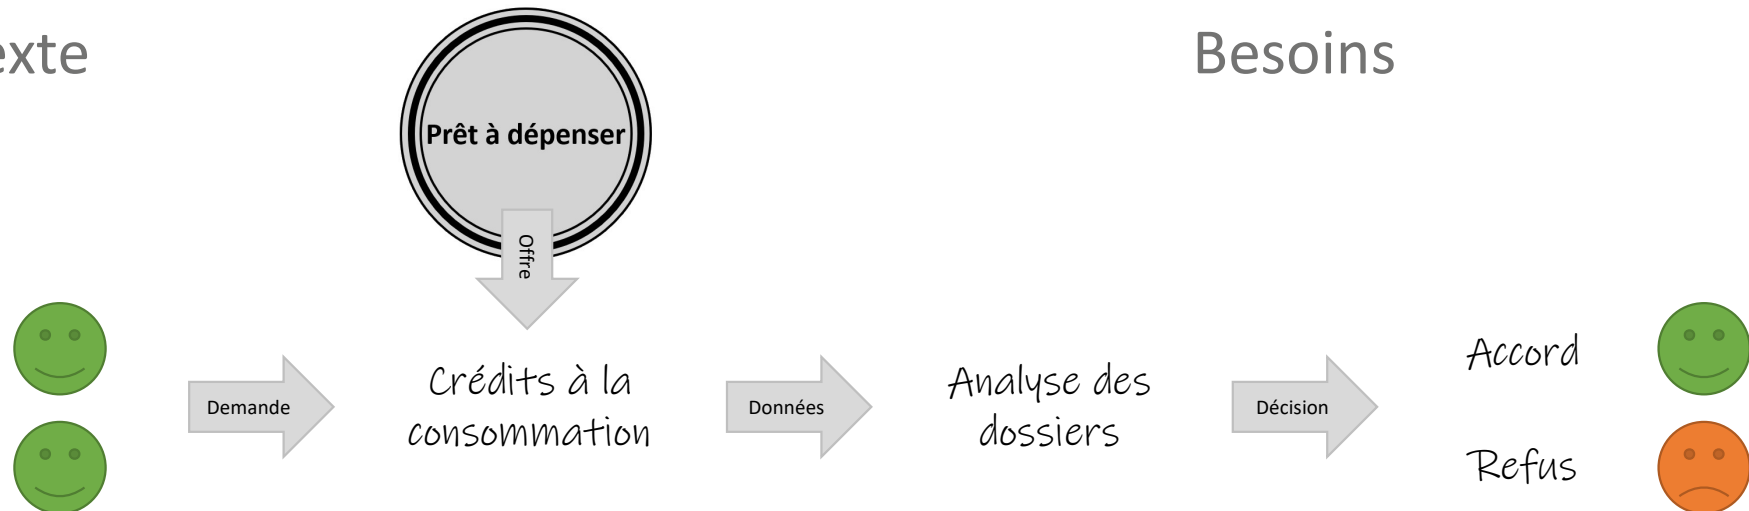 exte
Besoins
Prêt à dépenser
Offre
Demande
Crédits à la
consommation
Données
Analyse des
dossiers
Décision
Accord
Refus